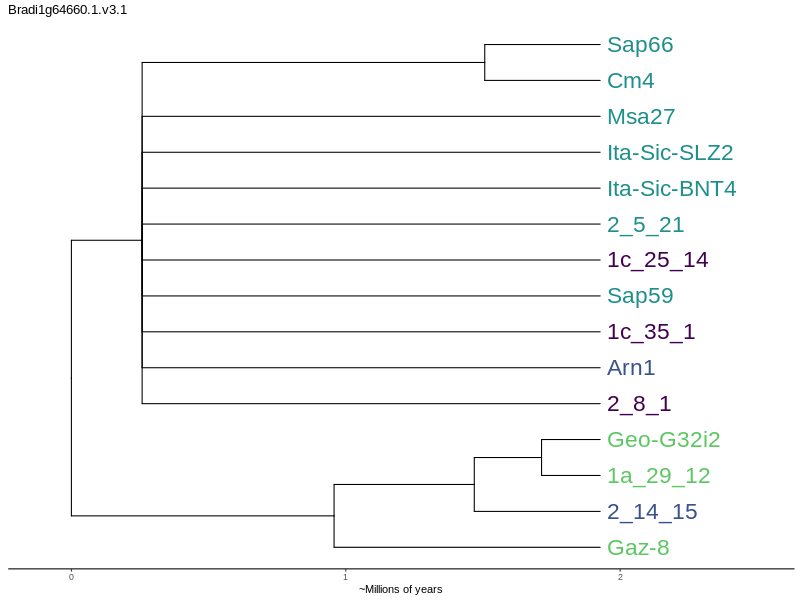 Bradi1g64660.1.v3.1
Sap66
Cm4
Msa27
Ita-Sic-SLZ2
Ita-Sic-BNT4
2_5_21
1c_25_14
Sap59
1c_35_1
Arn1
2_8_1
Geo-G32i2
1a_29_12
2_14_15
Gaz-8
0 1 2
~Millions of years